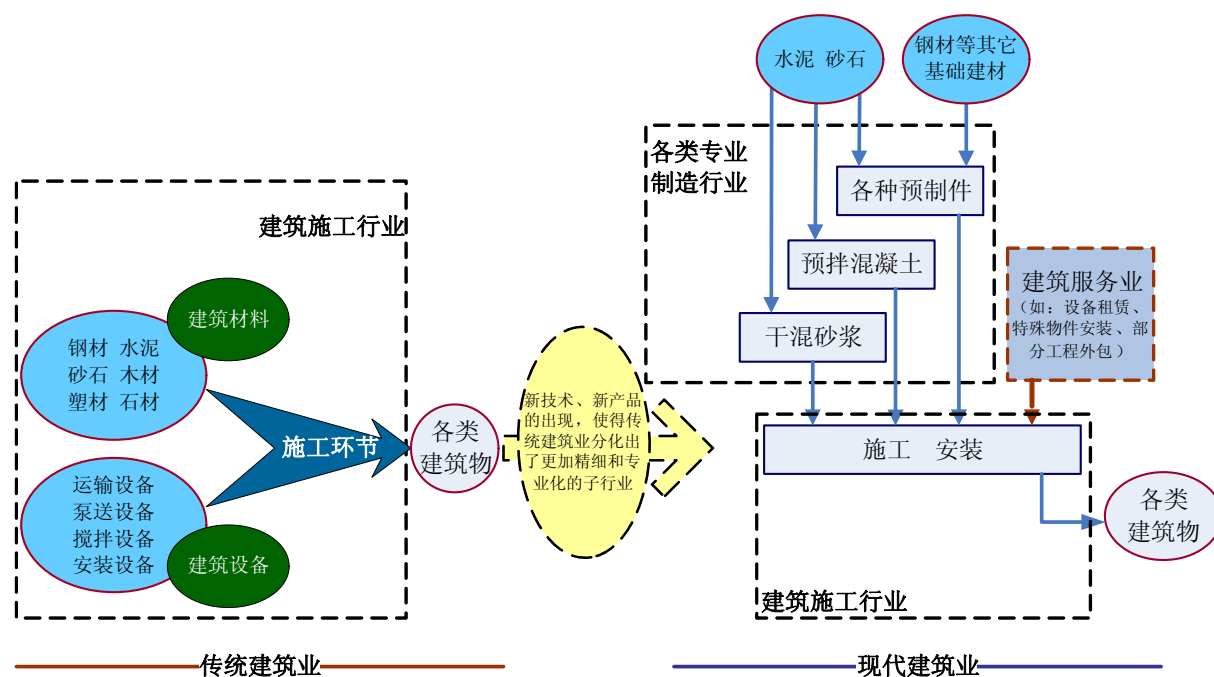 建筑施工行业
建筑材料
钢材 水泥
砂石 木材
塑材 石材
施工环节
运输设备
泵送设备
搅拌设备
安装设备
建筑设备
各类
建筑物
传统建筑业
新技术、新产品
的出现，使得传
统建筑业分化出
了更加精细和专
业化的子行业
水泥 砂石
钢材等其它
基础建材
各类专业
制造行业
各种预制件
预拌混凝土
干混砂浆
建筑服务业
（如：设备租赁、
特殊物件安装、部
分工程外包）
施工 安装
建筑施工行业
各类
建筑物
现代建筑业